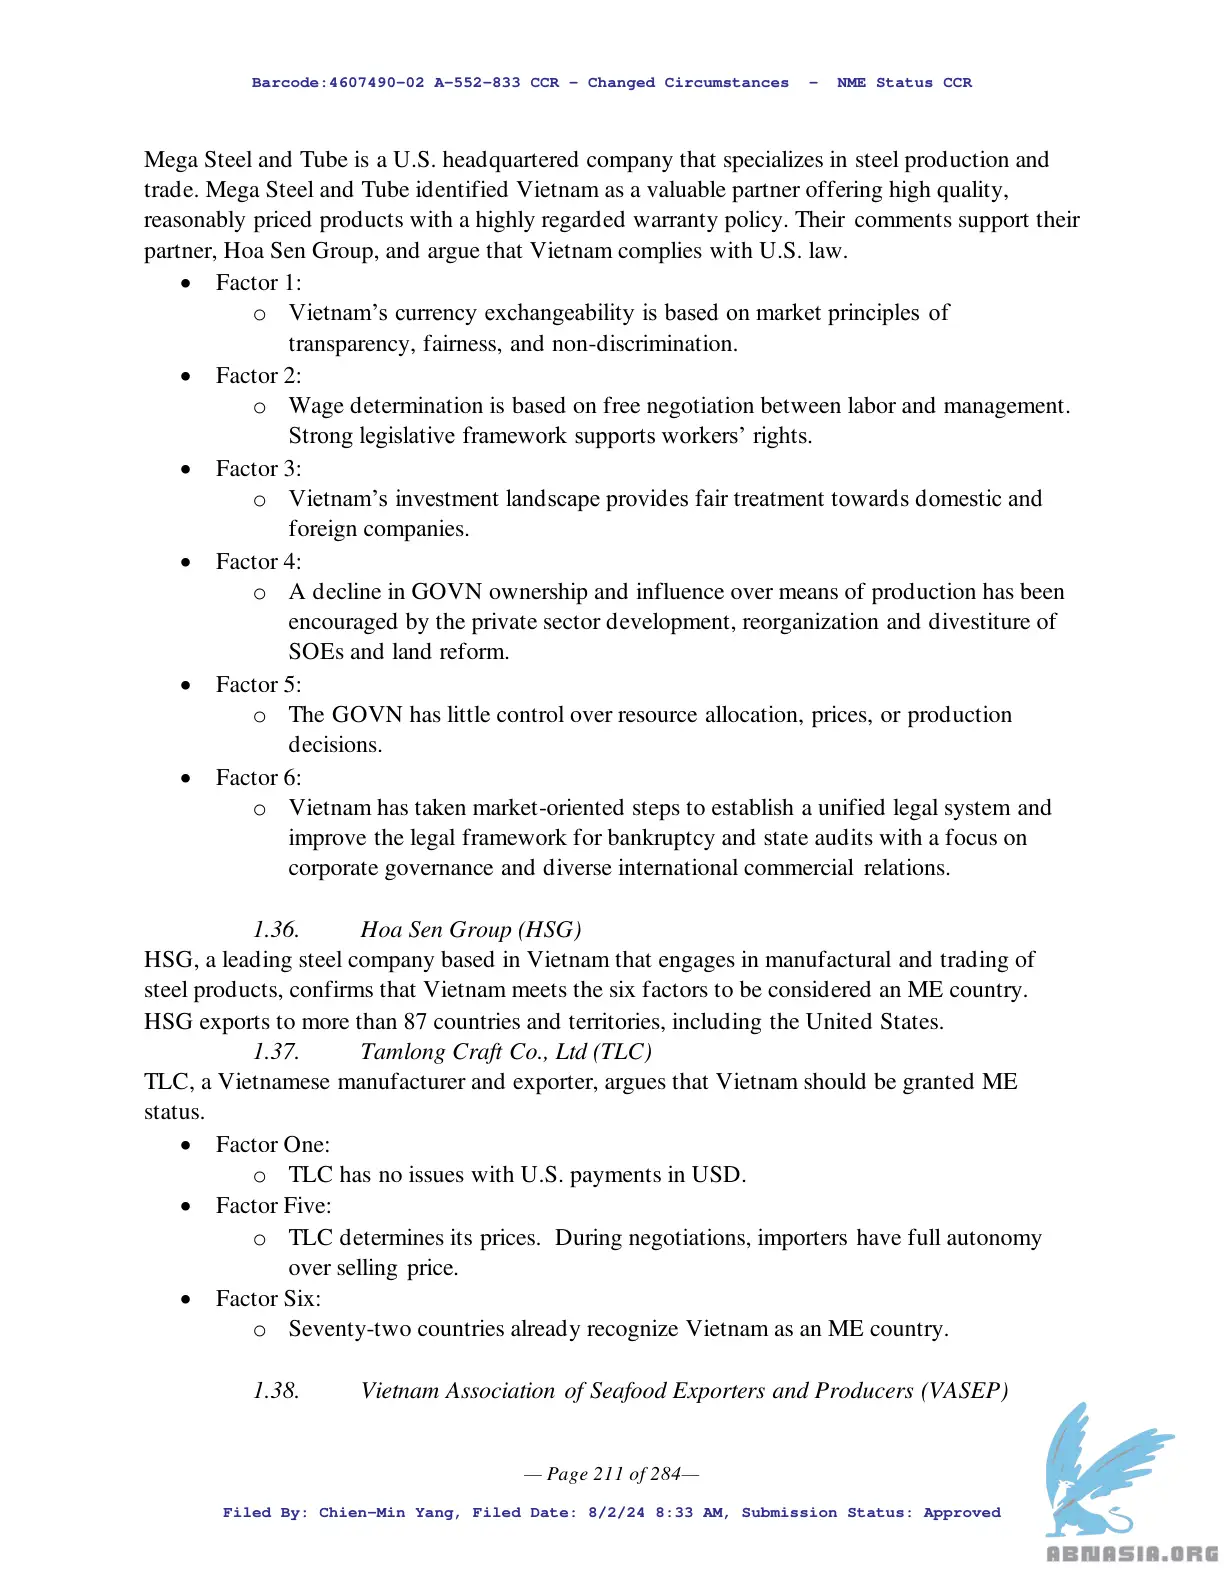 Barcode:4607490-02 A-552-833 CCR - Changed Circumstances - NME Status CCR
Mega Steel and Tube is a U.S. headquartered company that specializes in steel production and
trade. Mega Steel and Tube identified Vietnam as a valuable partner offering high quality,
reasonably priced products with a highly regarded warranty policy. Their comments support their
partner, Hoa Sen Group, and argue that Vietnam complies with U.S. law.
• Factor 1:
o Vietnam’s currency exchangeability is based on market principles of
transparency, fairness, and non-discrimination.
• Factor 2:
o Wage determination is based on free negotiation between labor and management.
Strong legislative framework supports workers’ rights.
• Factor 3:
o Vietnam’s investment landscape provides fair treatment towards domestic and
foreign companies.
• Factor 4:
o A decline in GOVN ownership and influence over means of production has been
encouraged by the private sector development, reorganization and divestiture of
SOEs and land reform.
• Factor 5:
o The GOVN has little control over resource allocation, prices, or production
decisions.
• Factor 6:
o Vietnam has taken market-oriented steps to establish a unified legal system and
improve the legal framework for bankruptcy and state audits with a focus on
corporate governance and diverse international commercial relations.
1.36. Hoa Sen Group (HSG)
HSG, a leading steel company based in Vietnam that engages in manufactural and trading of
steel products, confirms that Vietnam meets the six factors to be considered an ME country.
HSG exports to more than 87 countries and territories, including the United States.
1.37. Tamlong Craft Co., Ltd (TLC)
TLC, a Vietnamese manufacturer and exporter, argues that Vietnam should be granted ME
status.
• Factor One:
o TLC has no issues with U.S. payments in USD.
• Factor Five:
o TLC determines its prices. During negotiations, importers have full autonomy
over selling price.
• Factor Six:
o Seventy-two countries already recognize Vietnam as an ME country.
1.38. Vietnam Association of Seafood Exporters and Producers (VASEP)
— Page 211 of 284—
Filed By: Chien-Min Yang, Filed Date: 8/2/24 8:33 AM, Submission Status: Approved
ABNASIA.ORG